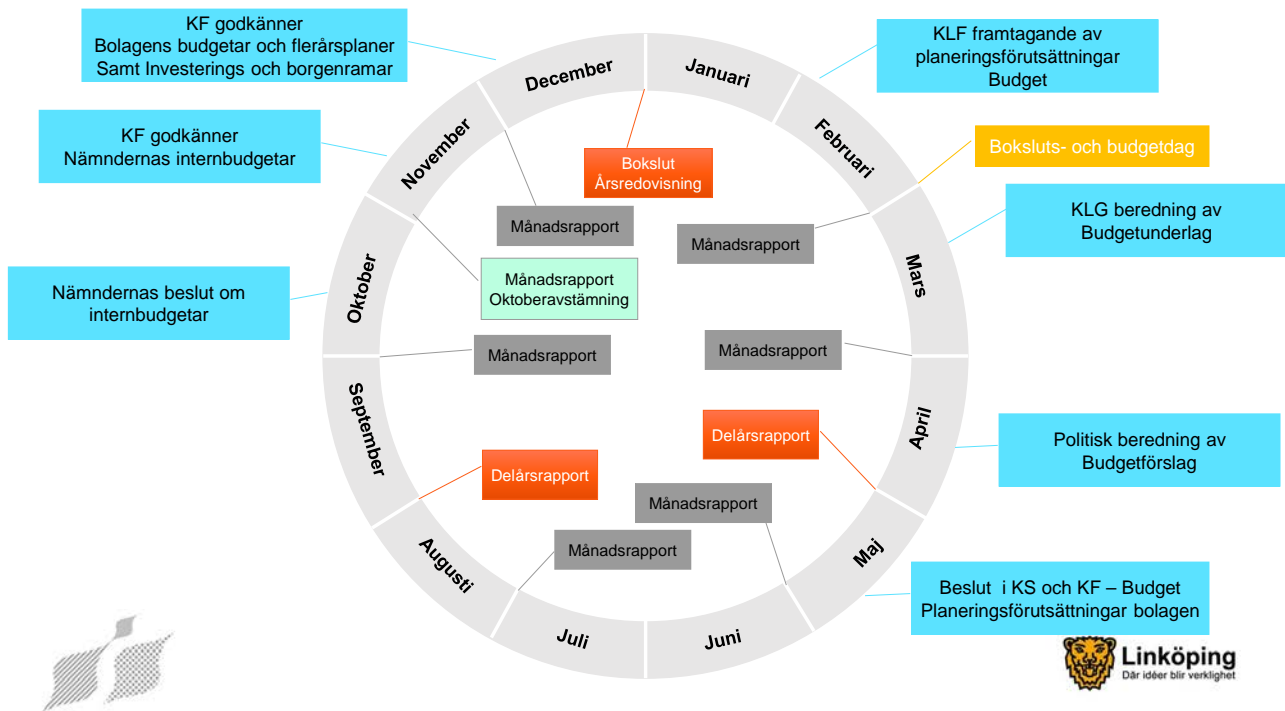 KF godkänner
Bolagens budgetar och flerårsplaner
Samt Investerings och borgenramar
KLF framtagande av
planeringsförutsättningar
Budget
December
Januari
Februari
Mars
April
Maj
Juni
Juli
Augusti
September
Oktober
November
KF godkänner
Nämndernas internbudgetar
Boksluts- och budgetdag
Bokslut
Årsredovisning
KLG beredning av
Budgetunderlag
Månadsrapport
Månadsrapport
Månadsrapport
Oktoberavstämning
Nämndernas beslut om
internbudgetar
Månadsrapport
Månadsrapport
Delårsrapport
Politisk beredning av
Budgetförslag
Delårsrapport
Månadsrapport
Månadsrapport
Beslut i KS och KF – Budget
Planeringsförutsättningar bolagen
Linköping
Där idéer blir verklighet